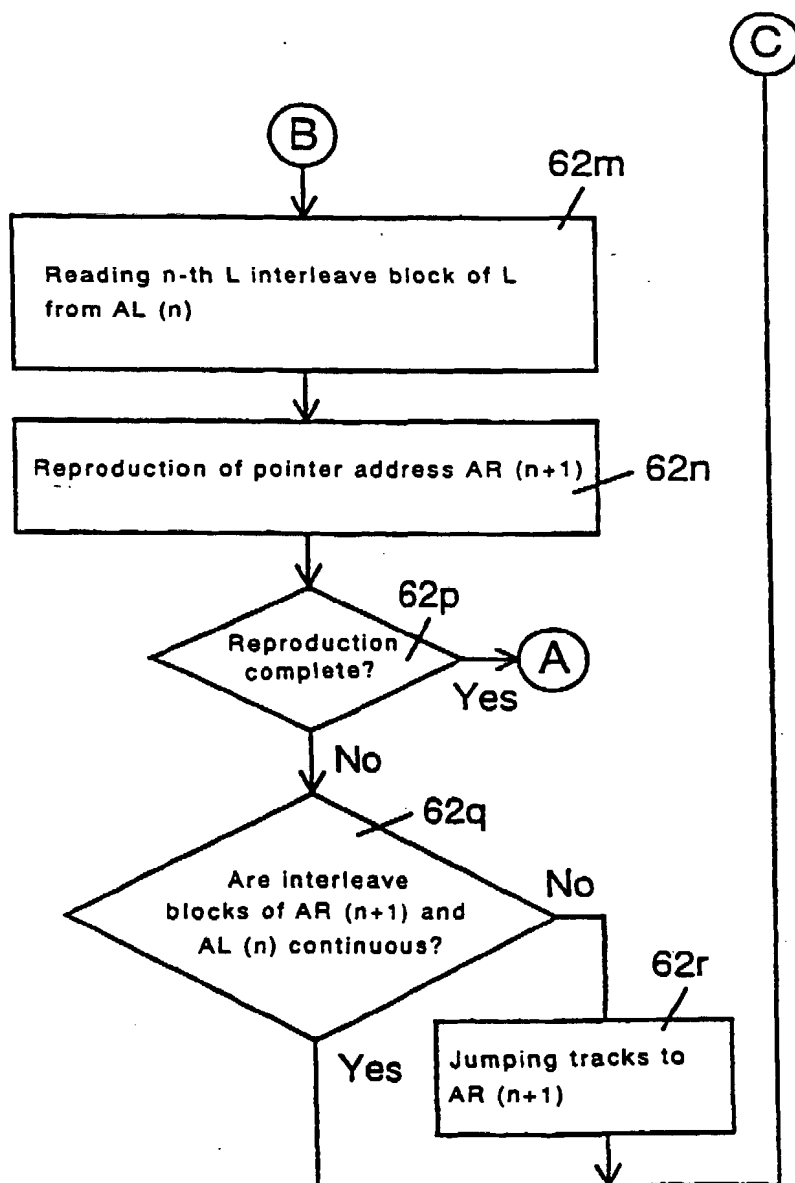 C
B
62m
Reading n-th L interleave block of L
from AL (n)
Reproduction of pointer address AR (n+1)
62n
62p
Reproduction
complete?
A
Yes
No
62q
Are interleave
blocks of AR (n+1) and
AL (n) continuous?
No
62r
Yes
Jumping tracks to
AR (n+1)